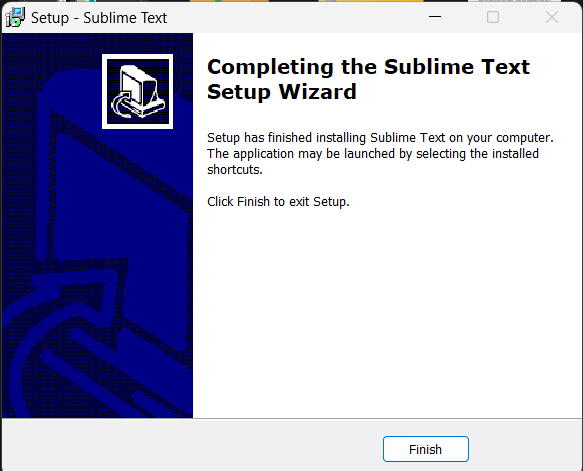 Setup - Sublime Text
Completing the Sublime Text
Setup Wizard
Setup has finished installing Sublime Text on your computer.
The application may be launched by selecting the installed
shortcuts.
Click Finish to exit Setup.
Finish